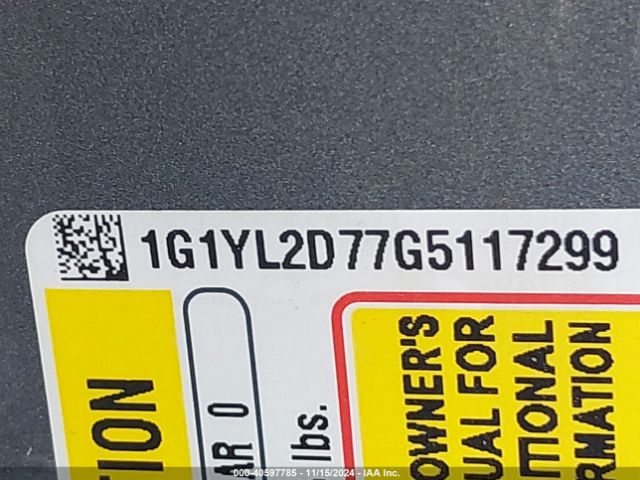 1G1YL2D77G5117299
TION
AR 0
lbs.
OWNER'S
UAL FOR
TIONAL
RMATION
000-40597785 - 11/15/2024 - IAA Inc.